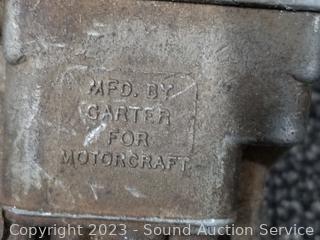 MFD. BY
CARTER
FOR
MOTORCRAFT
Copyright 2023 - Sound Auction Service